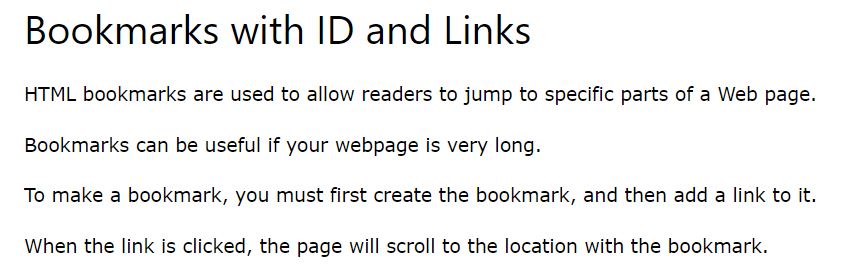 Bookmarks with ID and Links
HTML bookmarks are used to allow readers to jump to specific parts of a Web page.
Bookmarks can be useful if your webpage is very long.
To make a bookmark, you must first create the bookmark, and then add a link to it.
When the link is clicked, the page will scroll to the location with the bookmark.